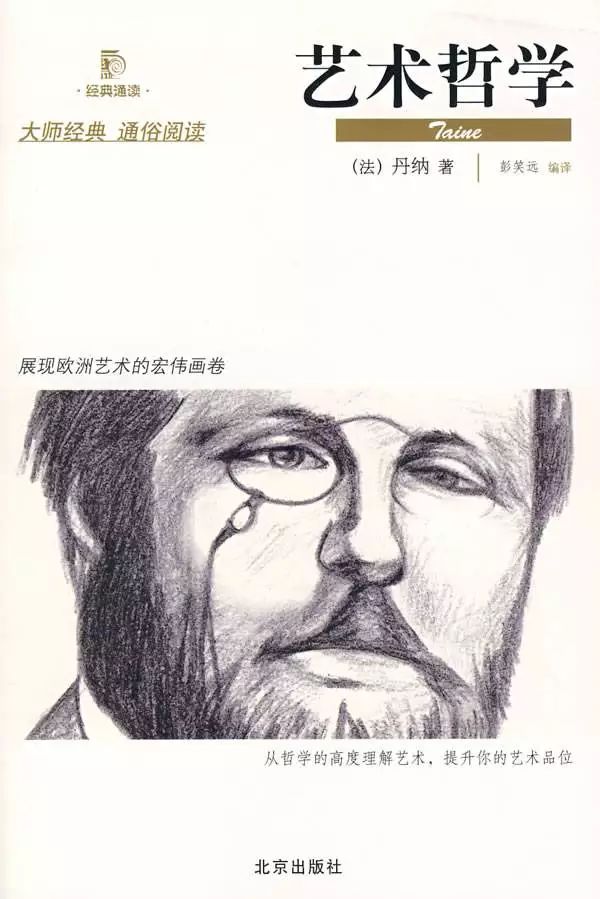 ·经典通读·
大师经典 通俗阅读
艺术哲学
Taine
(法) 丹纳 著
彭笑远 编译
展现欧洲艺术的宏伟画卷
从哲学的高度理解艺术，提升你的艺术品位
北京出版社